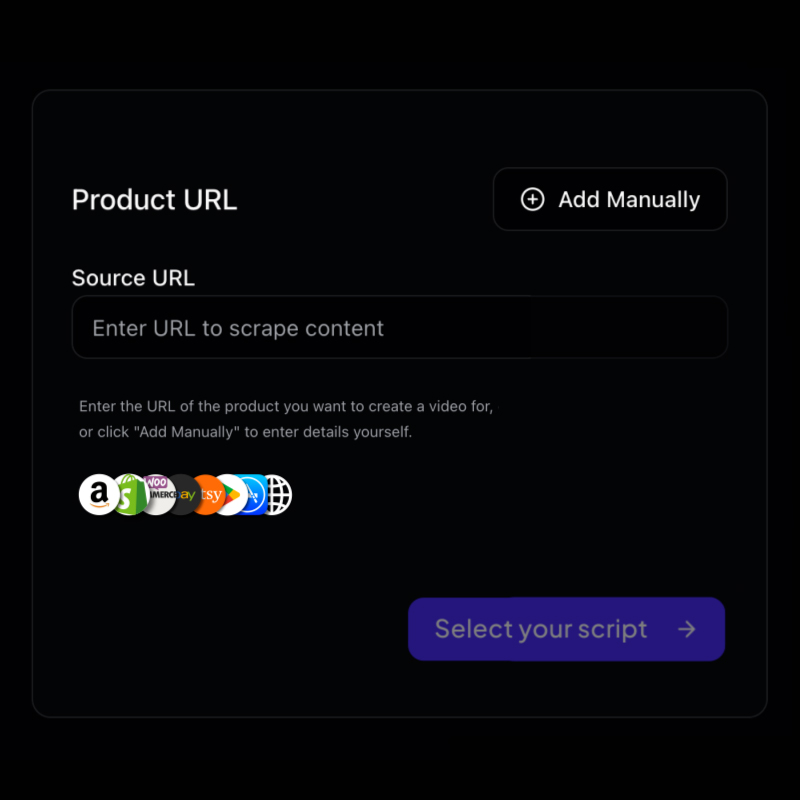 Product URL
Add Manually
Source URL
Enter URL to scrape content
Enter the URL of the product you want to create a video for,
or click "Add Manually" to enter details yourself.
a
S
WOO
MERCE
ay
tsy
Select your script